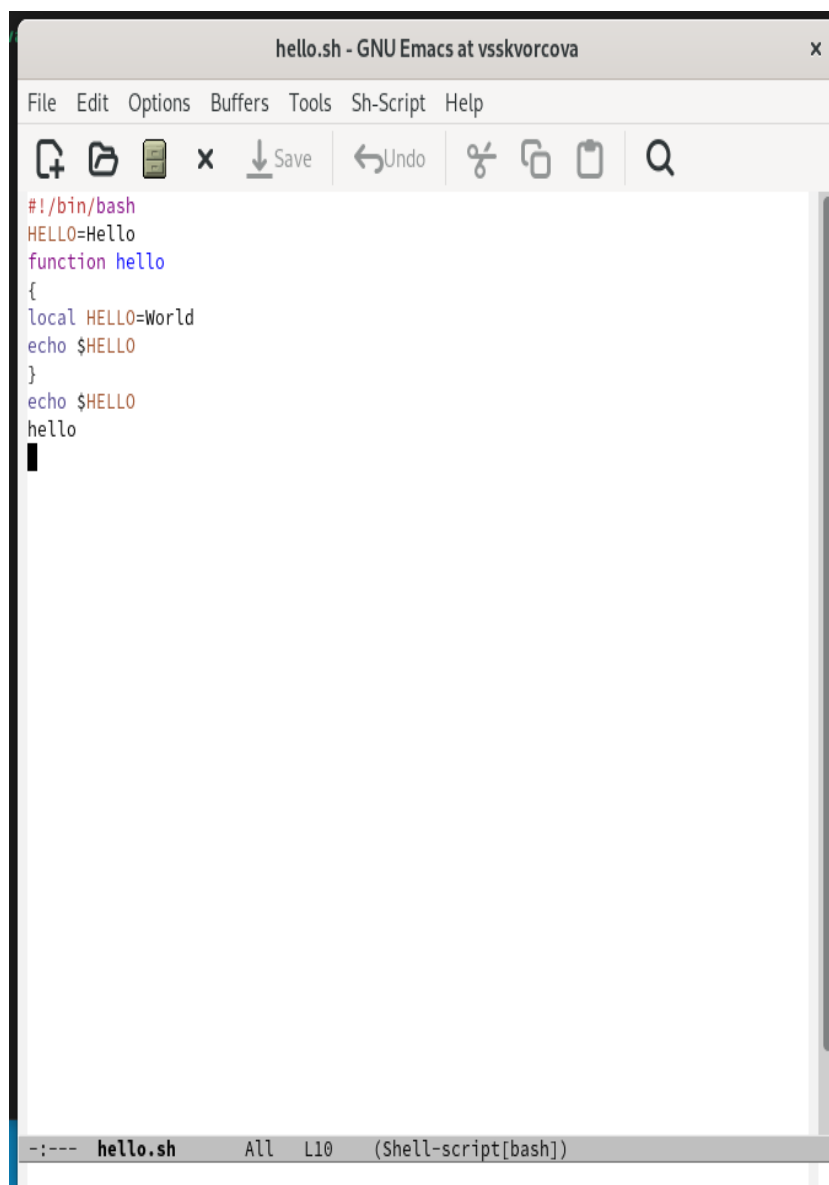 hello.sh - GNU Emacs at vsskvorcova
File Edit Options Buffers Tools Sh-Script Help
Save Undo
#!/bin/bash
HELLO=Hello
function hello
{
local HELLO=World
echo $HELLO
}
echo $HELLO
hello
-:--- hello.sh All L10 (Shell-script[bash])